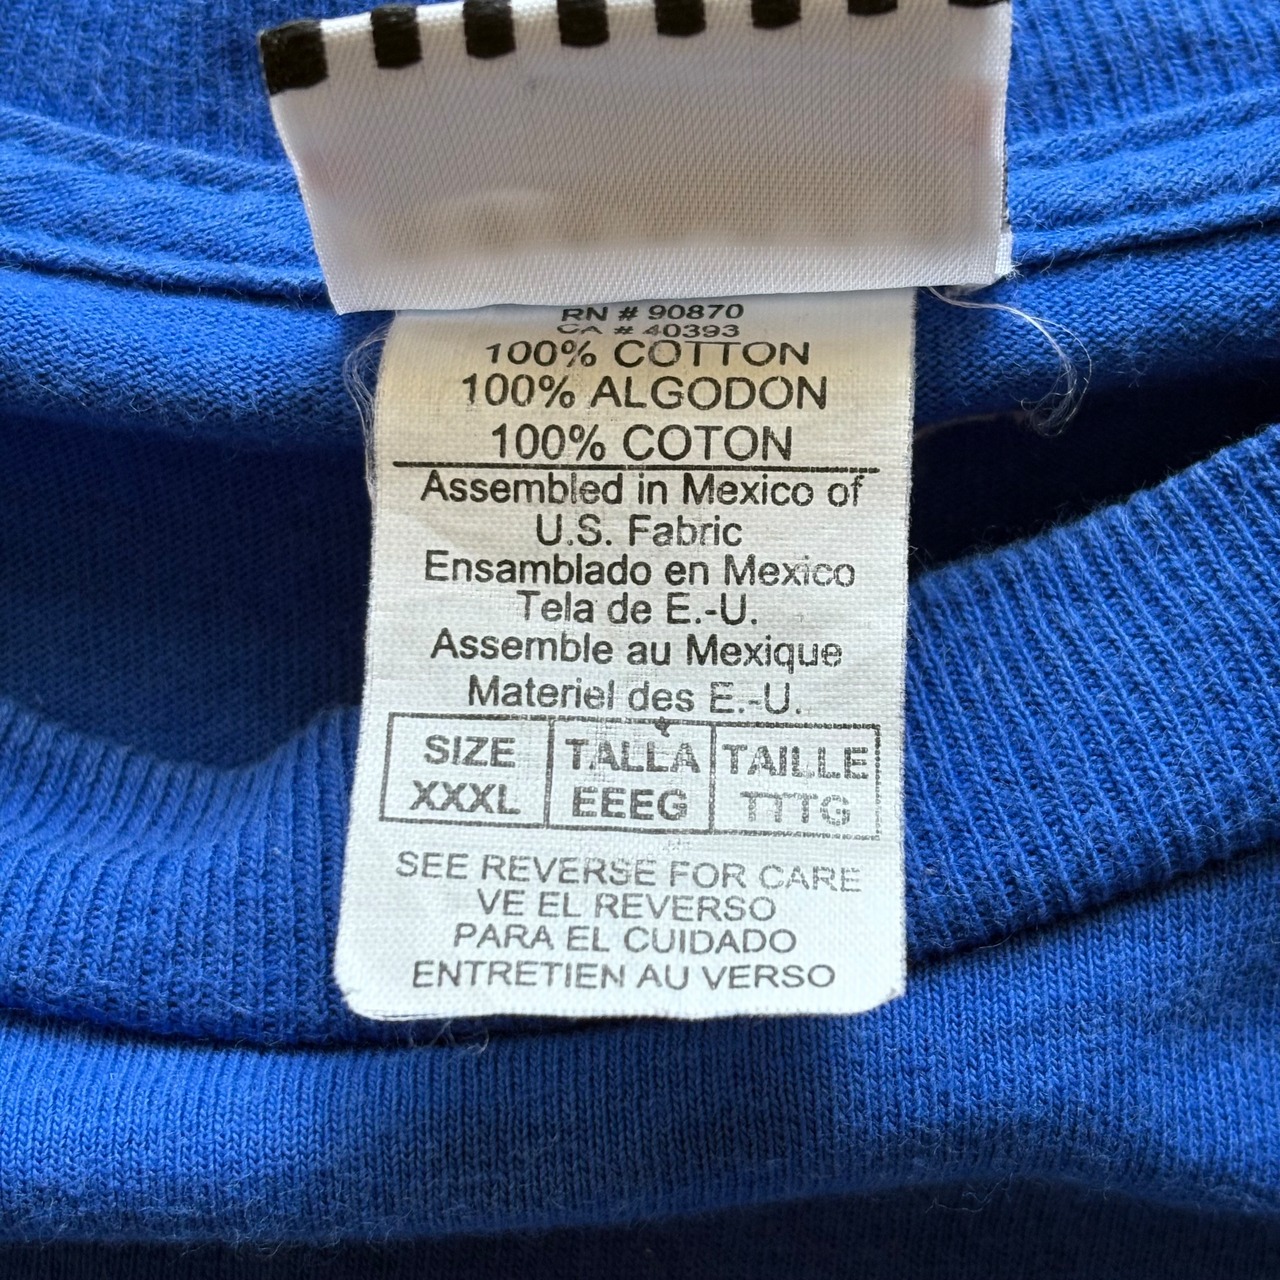 RN # 90870
CA # 40393
100% COTTON
100% ALGODON
100% COTON
Assembled in Mexico of
U.S. Fabric
Ensamblado en Mexico
Tela de E.-U.
Assemble au Mexique
Materiel des E.-U.
SIZE TALLA TAILLE
XXXL EEEG TTTG
SEE REVERSE FOR CARE
VE EL REVERSO
PARA EL CUIDADO
ENTRETIEN AU VERSO